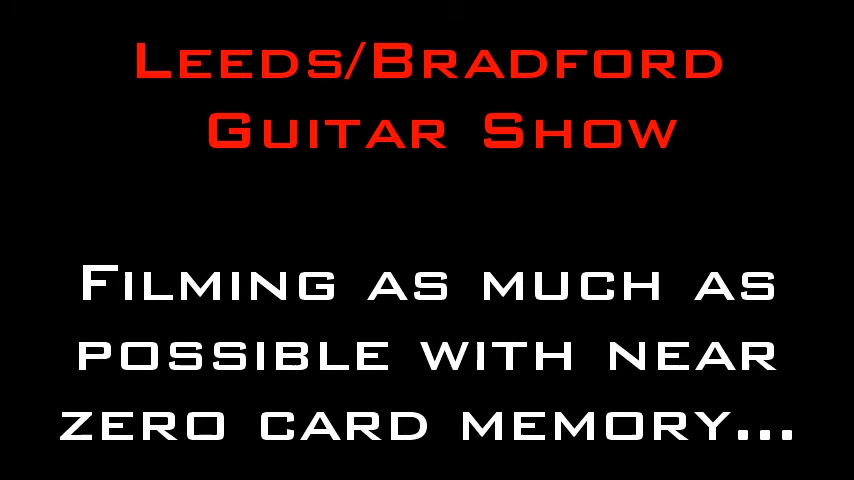 Leeds/Bradford
Guitar Show
Filming as much as
possible with near
zero card memory...